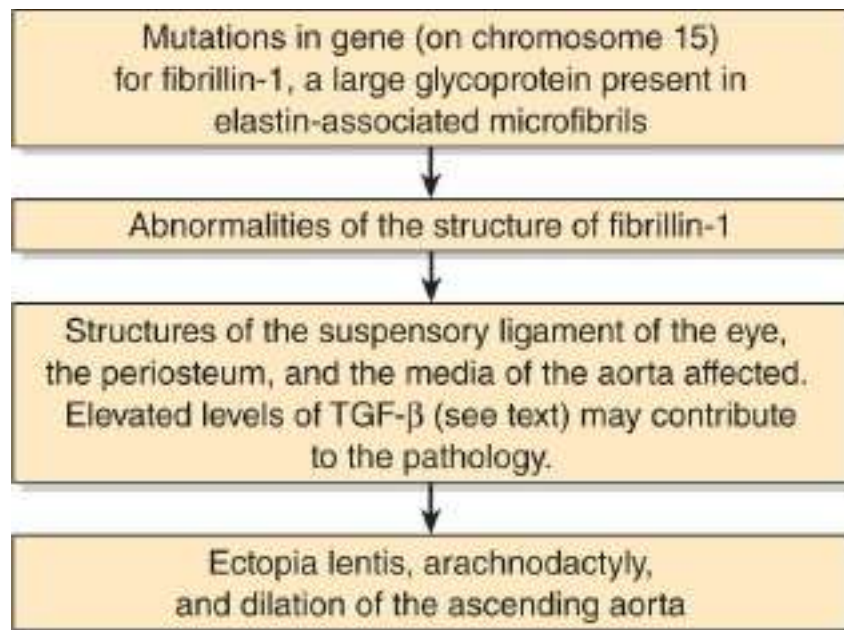 Mutations in gene (on chromosome 15)
for fibrillin-1, a large glycoprotein present in
elastin-associated microfibrils
Abnormalities of the structure of fibrillin-1
Structures of the suspensory ligament of the eye,
the periosteum, and the media of the aorta affected.
Elevated levels of TGF-β (see text) may contribute
to the pathology.
Ectopia lentis, arachnodactyly,
and dilation of the ascending aorta